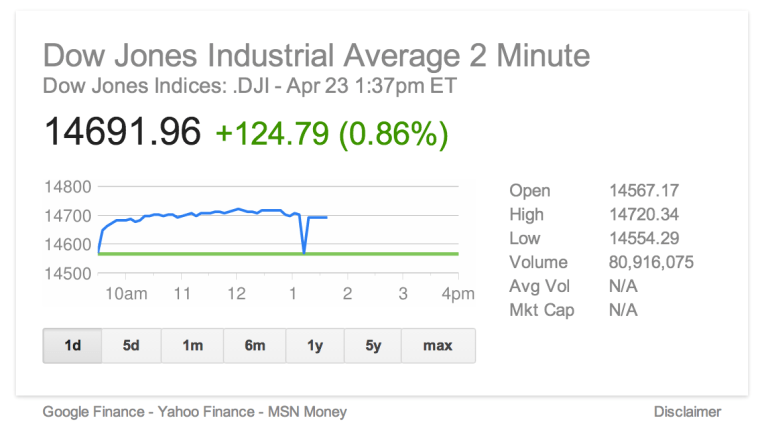 Dow Jones Industrial Average 2 Minute
Dow Jones Indices: .DJI - Apr 23 1:37pm ET
14691.96 +124.79 (0.86%)
14800
14700
14600
14500
10am 11 12 1 2 3 4pm
Open 14567.17
High 14720.34
Low 14554.29
Volume 80,916,075
Avg Vol N/A
Mkt Cap N/A
1d 5d 1m 6m 1y 5y max
Google Finance - Yahoo Finance - MSN Money Disclaimer